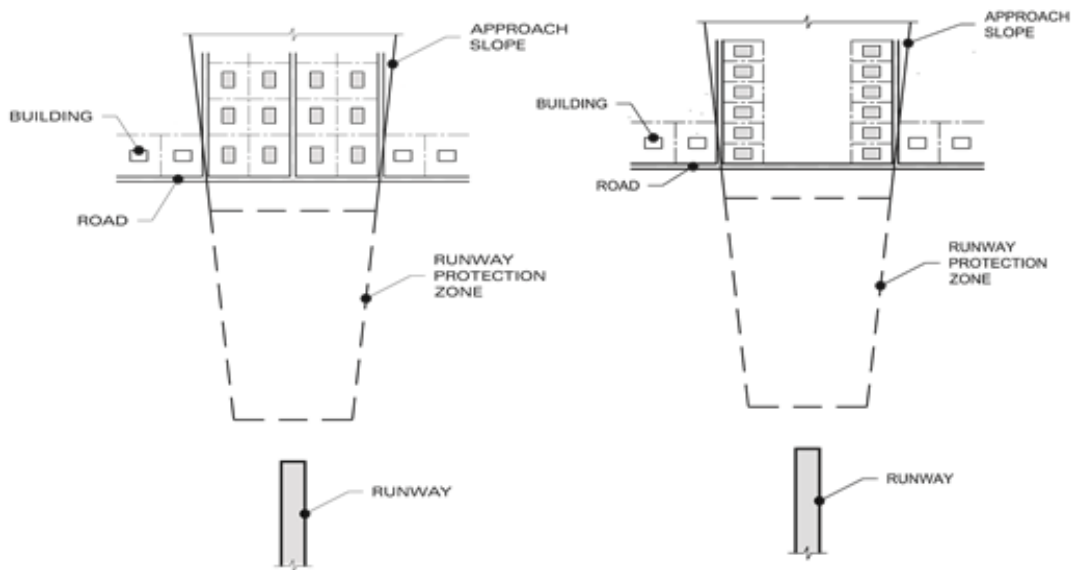 APPROACH
SLOPE
BUILDING
ROAD
RUNWAY
PROTECTION
ZONE
RUNWAY
APPROACH
SLOPE
BUILDING
ROAD
RUNWAY
PROTECTION
ZONE
RUNWAY